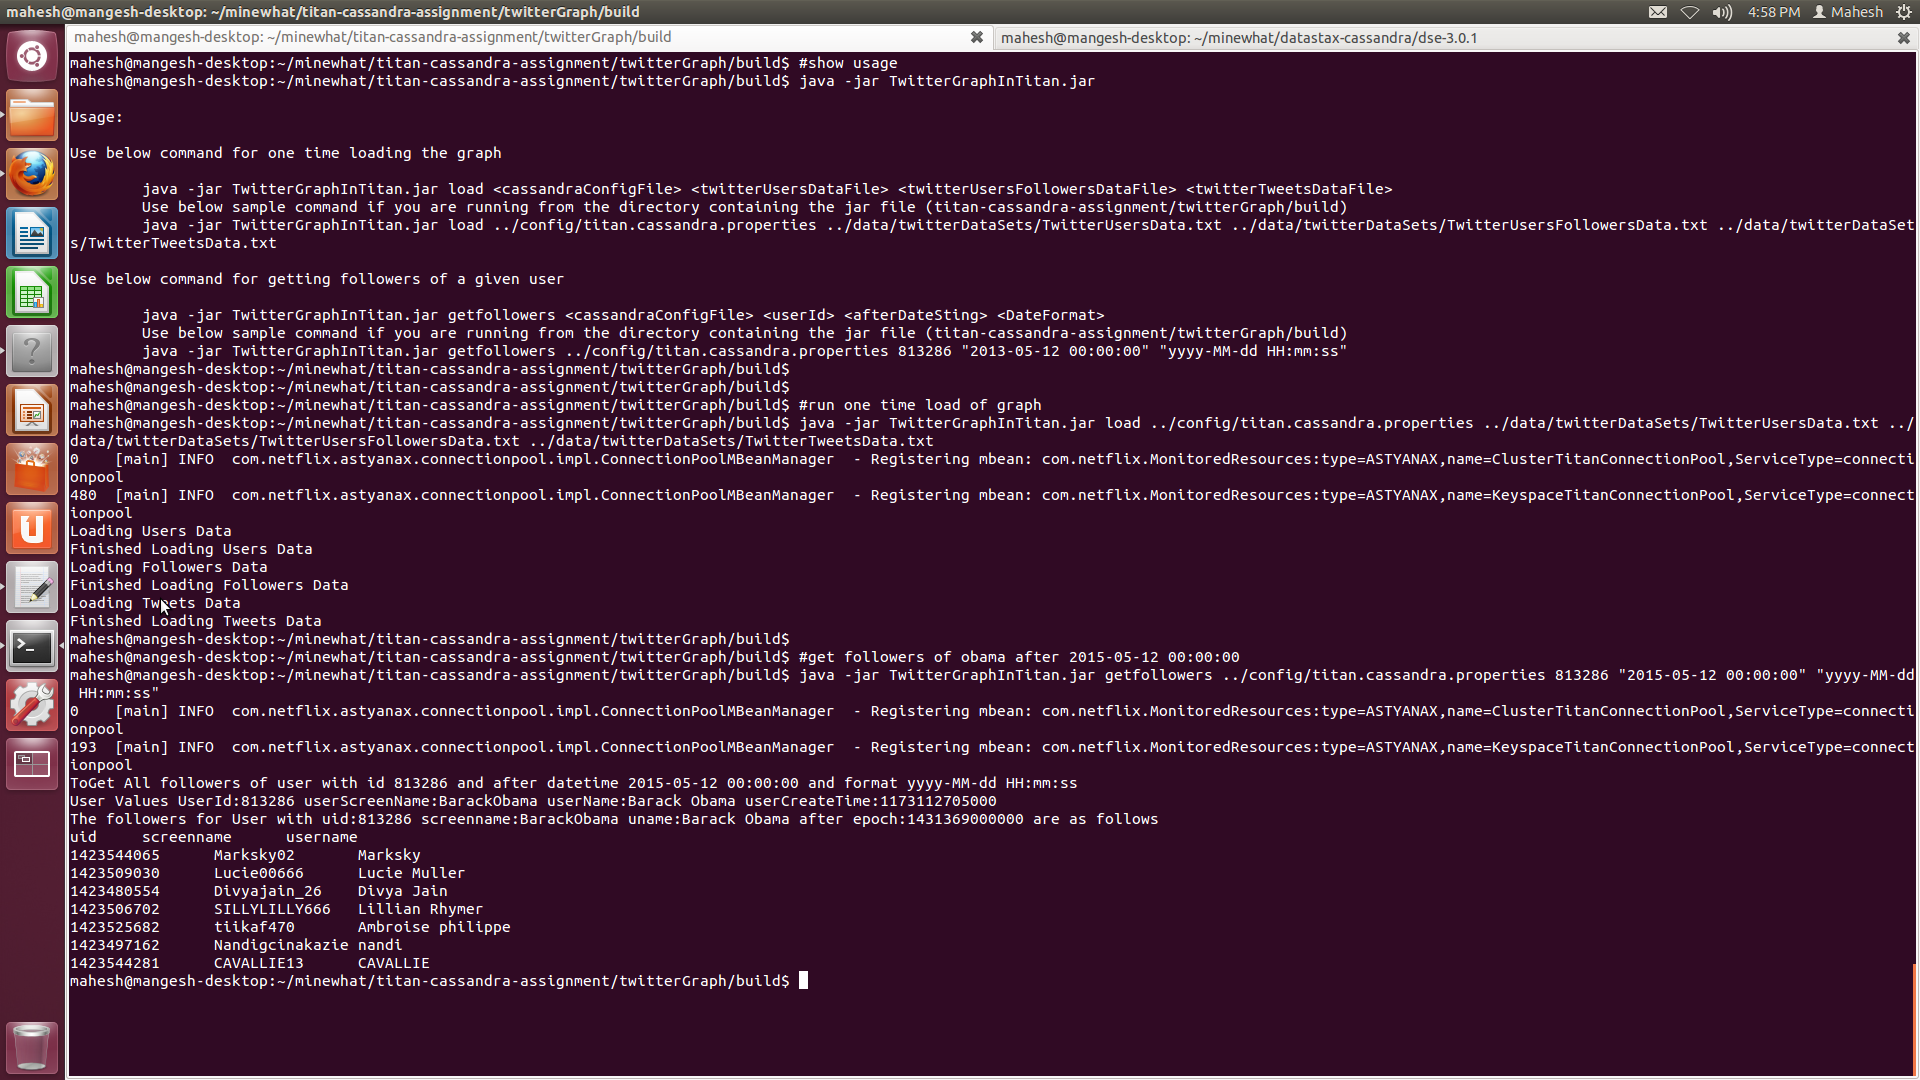 mahesh@mangesh-desktop: ~/minewhat/titan-cassandra-assignment/twitterGraph/build
4:58 PM
Mahesh
mahesh@mangesh-desktop: ~/minewhat/titan-cassandra-assignment/twitterGraph/build
mahesh@mangesh-desktop: ~/minewhat/datastax-cassandra/dse-3.0.1
mahesh@mangesh-desktop:~/minewhat/titan-cassandra-assignment/twitterGraph/build$ #show usage
mahesh@mangesh-desktop:~/minewhat/titan-cassandra-assignment/twitterGraph/build$ java -jar TwitterGraphInTitan.jar
Usage:
Use below command for one time loading the graph
java -jar TwitterGraphInTitan.jar load <cassandraConfigFile> <twitterUsersDataFile> <twitterUsersFollowersDataFile> <twitterTweetsDataFile>
Use below sample command if you are running from the directory containing the jar file (titan-cassandra-assignment/twitterGraph/build)
java -jar TwitterGraphInTitan.jar load ../config/titan.cassandra.properties ../data/twitterDataSets/TwitterUsersData.txt ../data/twitterDataSets/TwitterUsersFollowersData.txt ../data/twitterDataSet
s/TwitterTweetsData.txt
Use below command for getting followers of a given user
java -jar TwitterGraphInTitan.jar getfollowers <cassandraConfigFile> <userId> <afterDateSting> <DateFormat>
Use below sample command if you are running from the directory containing the jar file (titan-cassandra-assignment/twitterGraph/build)
java -jar TwitterGraphInTitan.jar getfollowers ../config/titan.cassandra.properties 813286 "2013-05-12 00:00:00" "yyyy-MM-dd HH:mm:ss"
mahesh@mangesh-desktop:~/minewhat/titan-cassandra-assignment/twitterGraph/build$
mahesh@mangesh-desktop:~/minewhat/titan-cassandra-assignment/twitterGraph/build$
mahesh@mangesh-desktop:~/minewhat/titan-cassandra-assignment/twitterGraph/build$ #run one time load of graph
mahesh@mangesh-desktop:~/minewhat/titan-cassandra-assignment/twitterGraph/build$ java -jar TwitterGraphInTitan.jar load ../config/titan.cassandra.properties ../data/twitterDataSets/TwitterUsersData.txt ../
data/twitterDataSets/TwitterUsersFollowersData.txt ../data/twitterDataSets/TwitterTweetsData.txt
0    [main] INFO  com.netflix.astyanax.connectionpool.impl.ConnectionPoolMBeanManager  - Registering mbean: com.netflix.MonitoredResources:type=ASTYANAX,name=ClusterTitanConnectionPool,ServiceType=connecti
onpool
480  [main] INFO  com.netflix.astyanax.connectionpool.impl.ConnectionPoolMBeanManager  - Registering mbean: com.netflix.MonitoredResources:type=ASTYANAX,name=KeyspaceTitanConnectionPool,ServiceType=connect
ionpool
Loading Users Data
Finished Loading Users Data
Loading Followers Data
Finished Loading Followers Data
Loading Tweets Data
Finished Loading Tweets Data
mahesh@mangesh-desktop:~/minewhat/titan-cassandra-assignment/twitterGraph/build$
mahesh@mangesh-desktop:~/minewhat/titan-cassandra-assignment/twitterGraph/build$ #get followers of obama after 2015-05-12 00:00:00
mahesh@mangesh-desktop:~/minewhat/titan-cassandra-assignment/twitterGraph/build$ java -jar TwitterGraphInTitan.jar getfollowers ../config/titan.cassandra.properties 813286 "2015-05-12 00:00:00" "yyyy-MM-dd
HH:mm:ss"
0    [main] INFO  com.netflix.astyanax.connectionpool.impl.ConnectionPoolMBeanManager  - Registering mbean: com.netflix.MonitoredResources:type=ASTYANAX,name=ClusterTitanConnectionPool,ServiceType=connecti
onpool
193  [main] INFO  com.netflix.astyanax.connectionpool.impl.ConnectionPoolMBeanManager  - Registering mbean: com.netflix.MonitoredResources:type=ASTYANAX,name=KeyspaceTitanConnectionPool,ServiceType=connect
ionpool
ToGet All followers of user with id 813286 and after datetime 2015-05-12 00:00:00 and format yyyy-MM-dd HH:mm:ss
User Values UserId:813286 userScreenName:BarackObama userName:Barack Obama userCreateTime:1173112705000
The followers for User with uid:813286 screenname:BarackObama uname:Barack Obama after epoch:1431369000000 are as follows
uid     screenname      username
1423544065      Marksky02       Marksky
1423509030      Lucie00666      Lucie Muller
1423480554      Divyajain_26    Divya Jain
1423506702      SILLYLILLY666   Lillian Rhymer
1423525682      tiikaf470       Ambroise philippe
1423497162      Nandigcinakazie nandi
1423544281      CAVALLIE13      CAVALLIE
mahesh@mangesh-desktop:~/minewhat/titan-cassandra-assignment/twitterGraph/build$